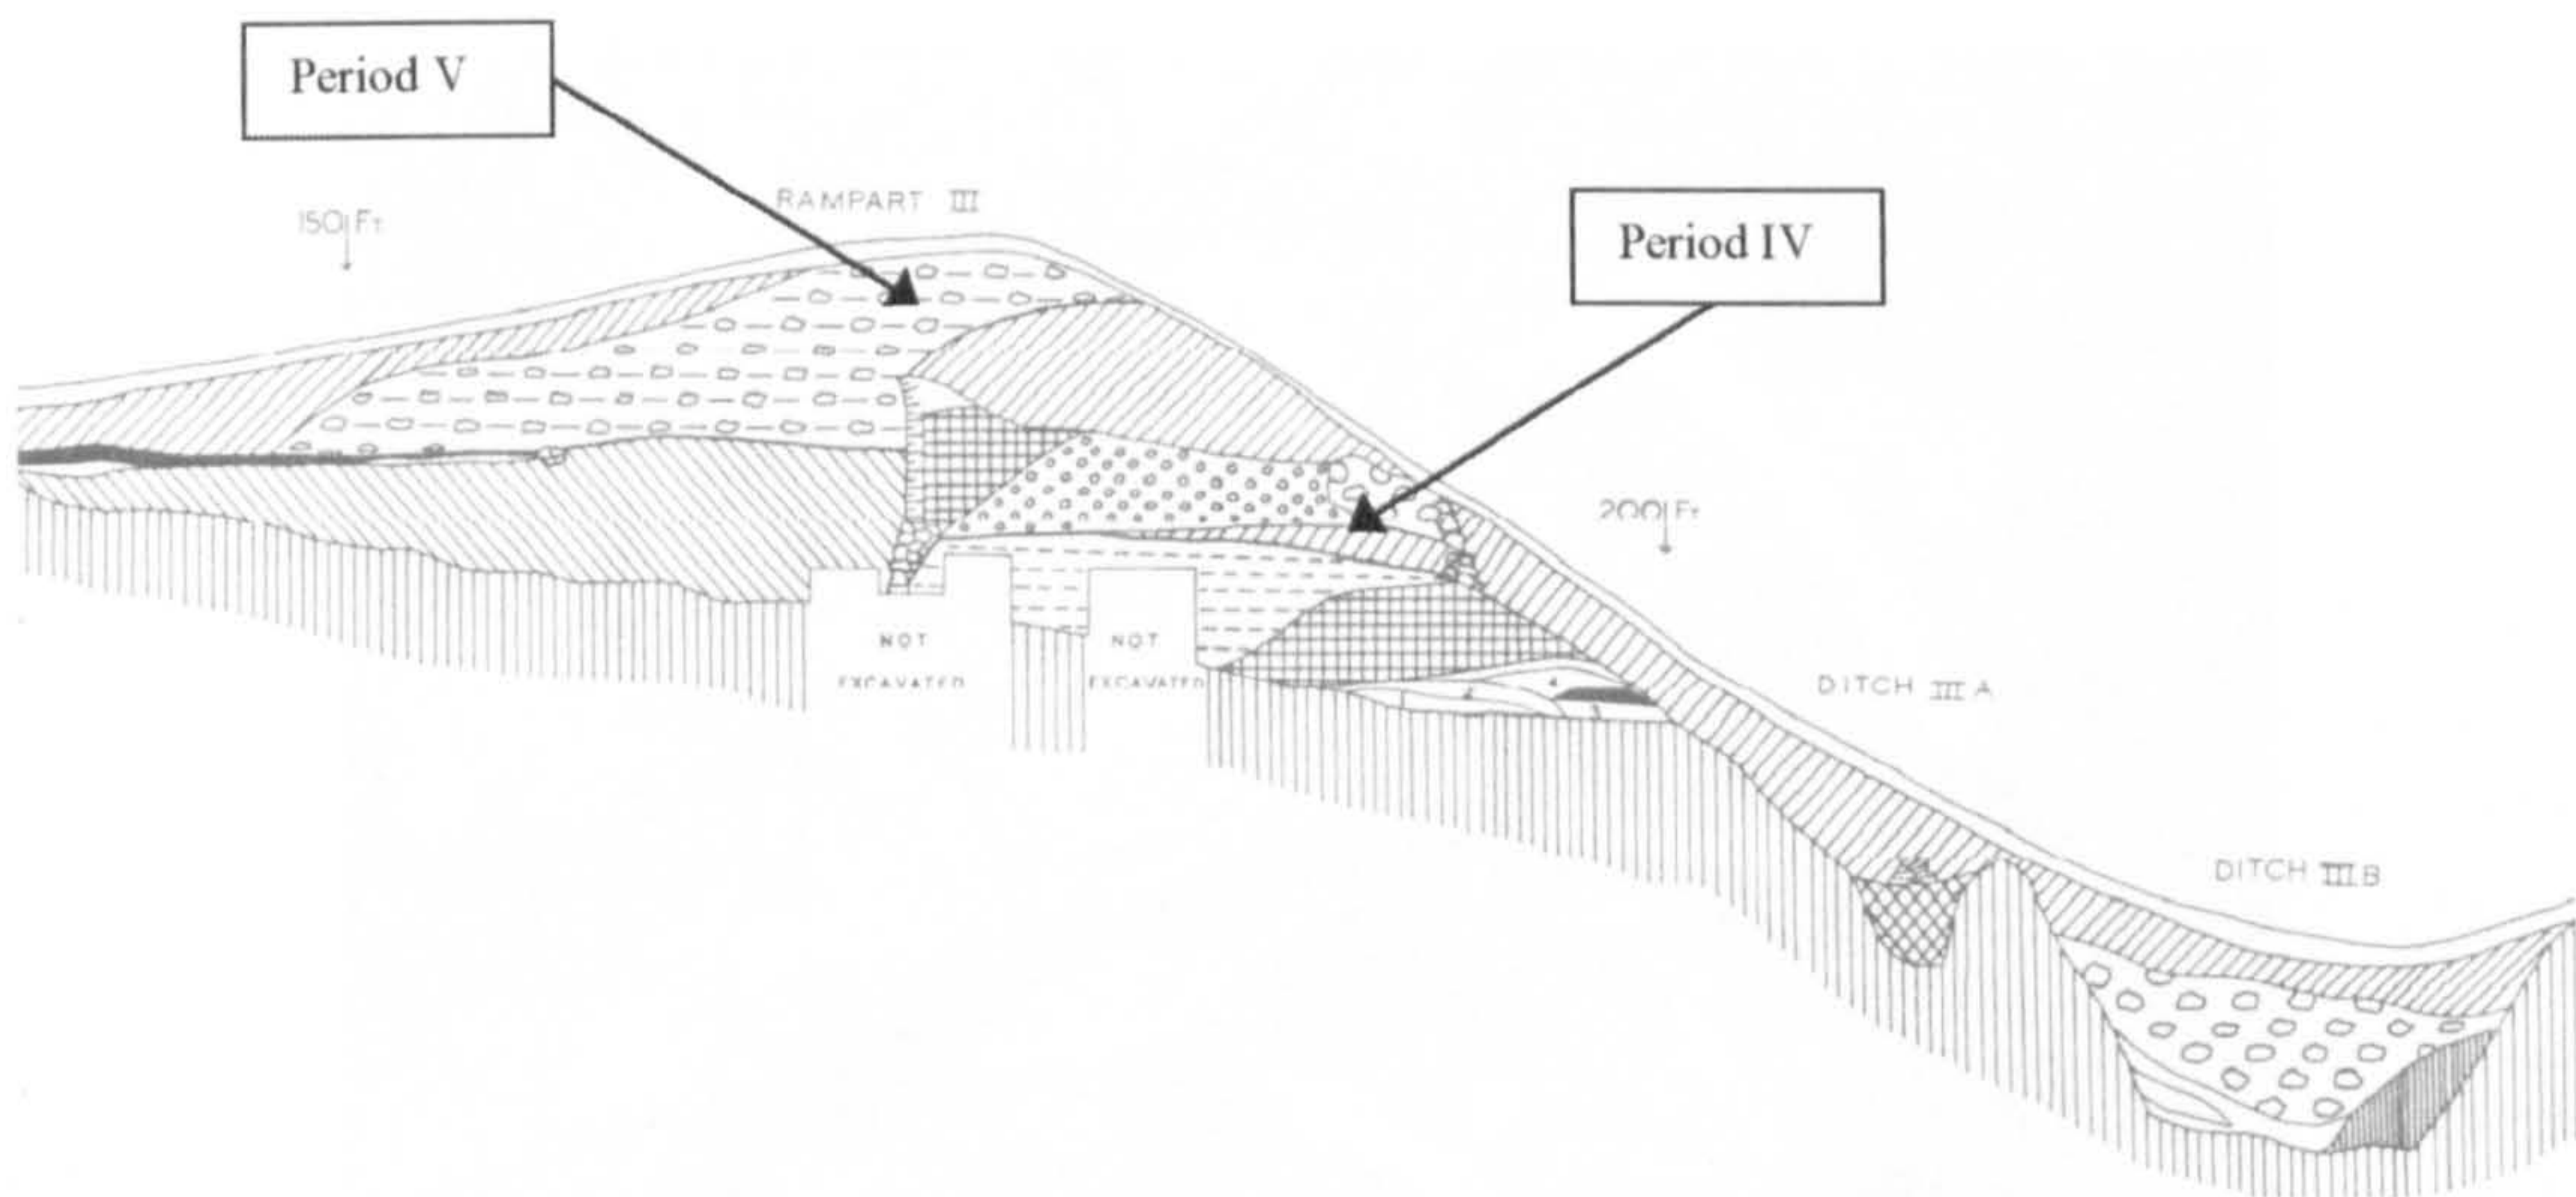 Period V
RAMPART III
150 Ft
Period IV
200 Ft
NOT
EXCAVATED
NOT
EXCAVATED
DITCH III A
DITCH III B